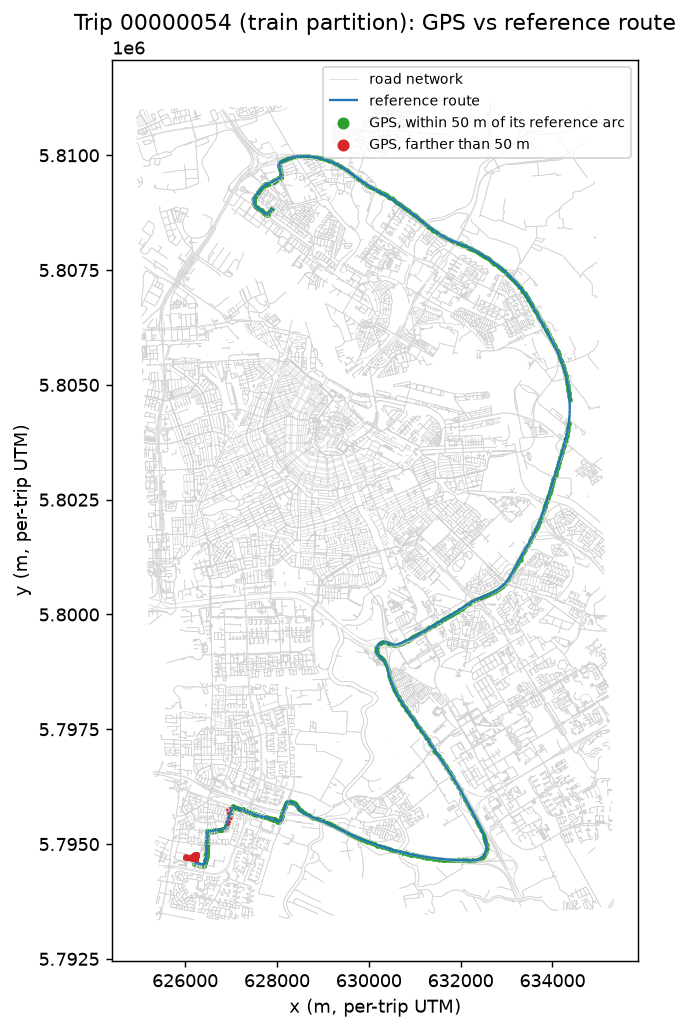 Trip 00000054 (train partition): GPS vs reference route
1e6
road network
reference route
GPS, within 50 m of its reference arc
GPS, farther than 50 m
5.8100
5.8075
5.8050
5.8025
5.8000
5.7975
5.7950
5.7925
y (m, per-trip UTM)
626000 628000 630000 632000 634000
x (m, per-trip UTM)